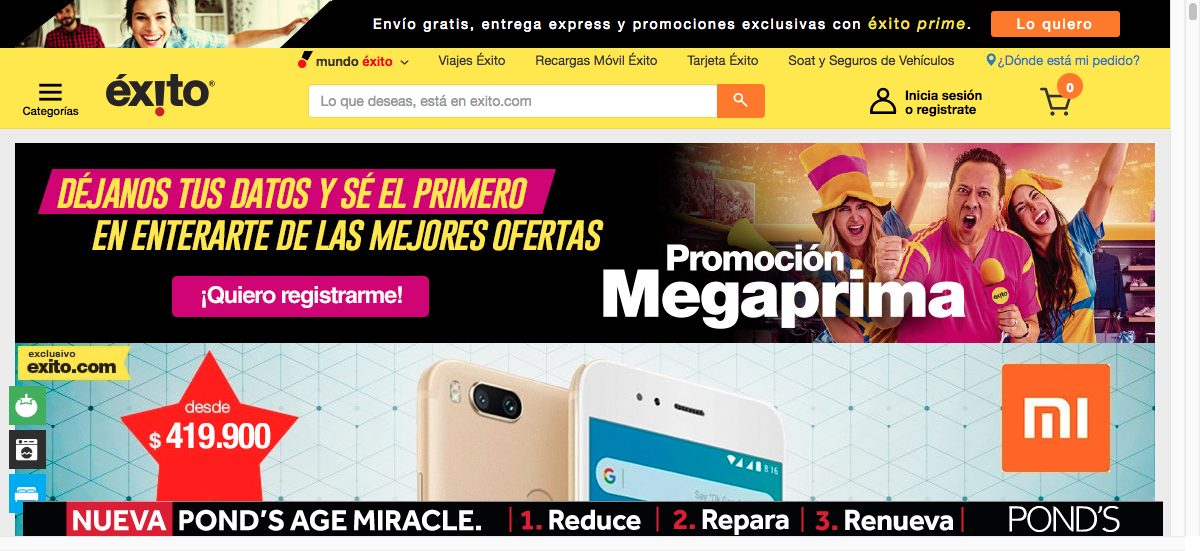 Envío gratis, entrega express y promociones exclusivas con éxito prime. Lo quiero
mundo éxito Viajes Éxito Recargas Móvil Éxito Tarjeta Éxito Soat y Seguros de Vehículos ¿Dónde está mi pedido?
Categorías
éxito®
Lo que deseas, está en exito.com
Inicia sesión
o registrate
0
DÉJANOS TUS DATOS Y SÉ EL PRIMERO
EN ENTERARTE DE LAS MEJORES OFERTAS
¡Quiero registrarme!
Promoción
Megaprima
éxito
exclusivo
exito.com
desde
$ 419.900
8:16
G
mi
NUEVA POND'S AGE MIRACLE. | 1. Reduce | 2. Repara | 3. Renueva | POND'S